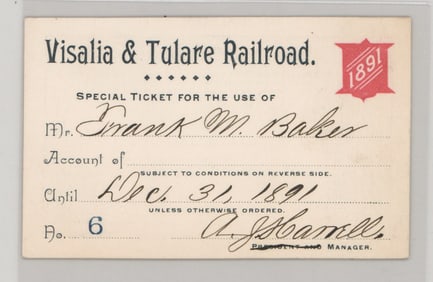 Visalia & Tulare Railroad.
1891
SPECIAL TICKET FOR THE USE OF
Mr. Frank M. Baker
Account of
SUBJECT TO CONDITIONS ON REVERSE SIDE.
Until Dec. 31, 1891
UNLESS OTHERWISE ORDERED.
No. 6 A. J. Harrell.
PRESIDENT AND MANAGER.